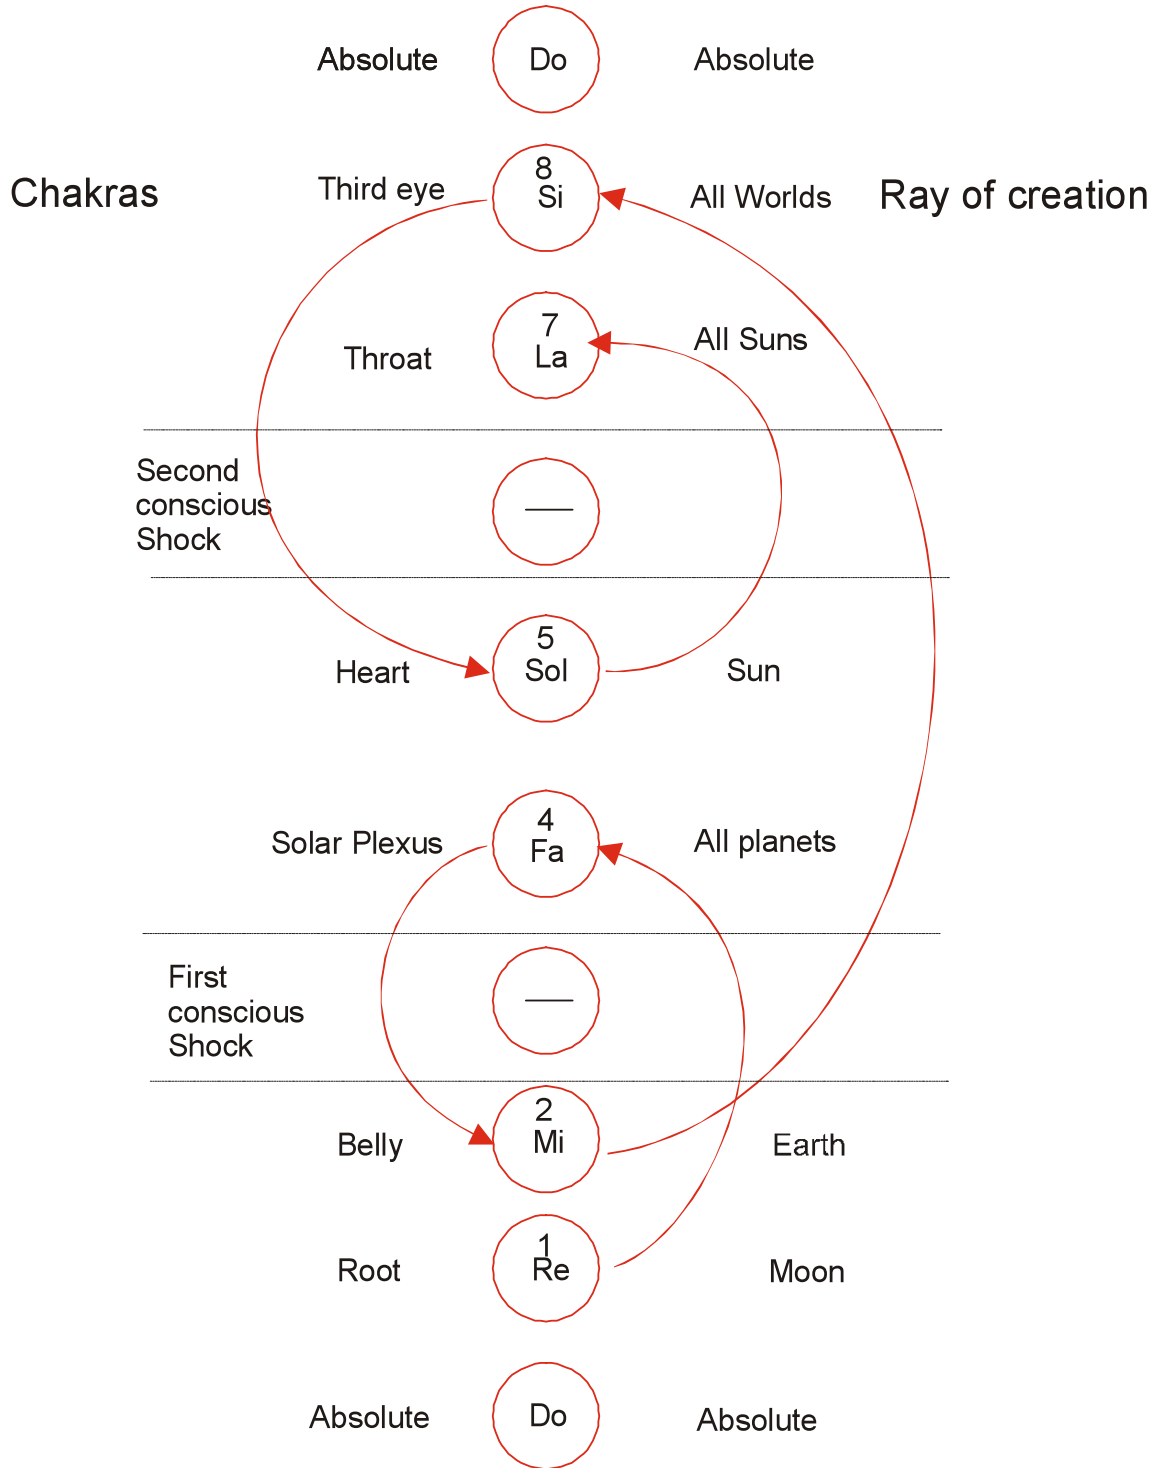 Absolute Do Absolute
Chakras Third eye 8 Si All Worlds Ray of creation
Throat 7 La All Suns
Second
conscious
Shock
—
Heart 5 Sol Sun
Solar Plexus 4 Fa All planets
First
conscious
Shock
—
Belly 2 Mi Earth
Root 1 Re Moon
Absolute Do Absolute